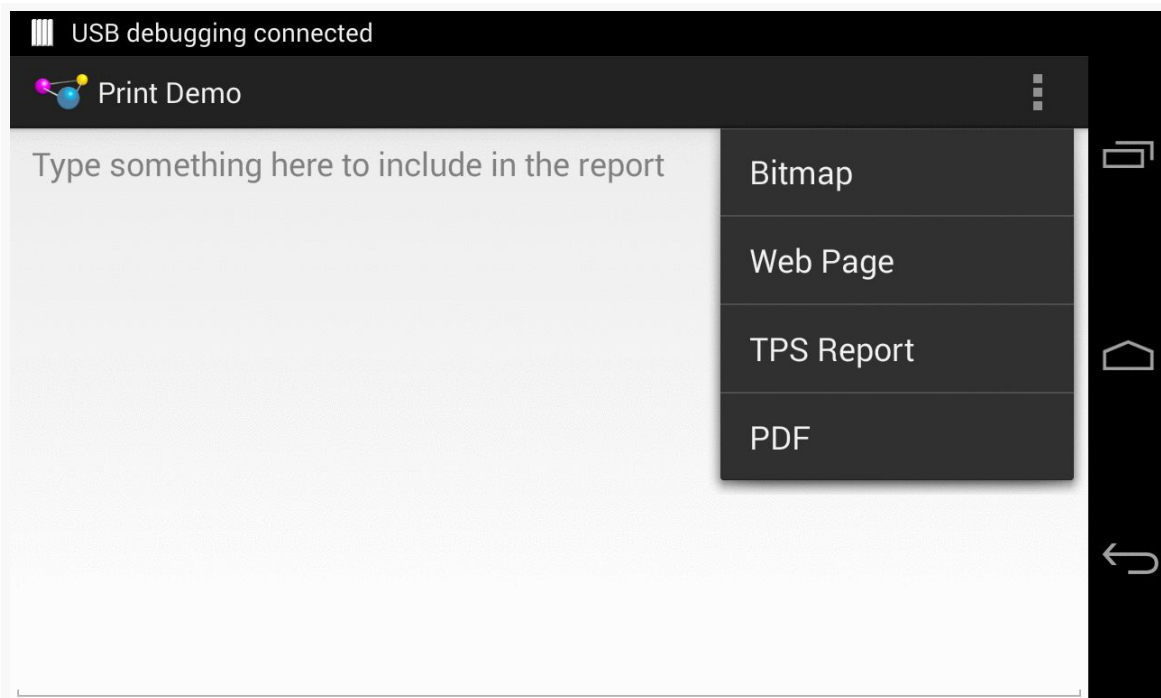 USB debugging connected
Print Demo
Type something here to include in the report
Bitmap
Web Page
TPS Report
PDF